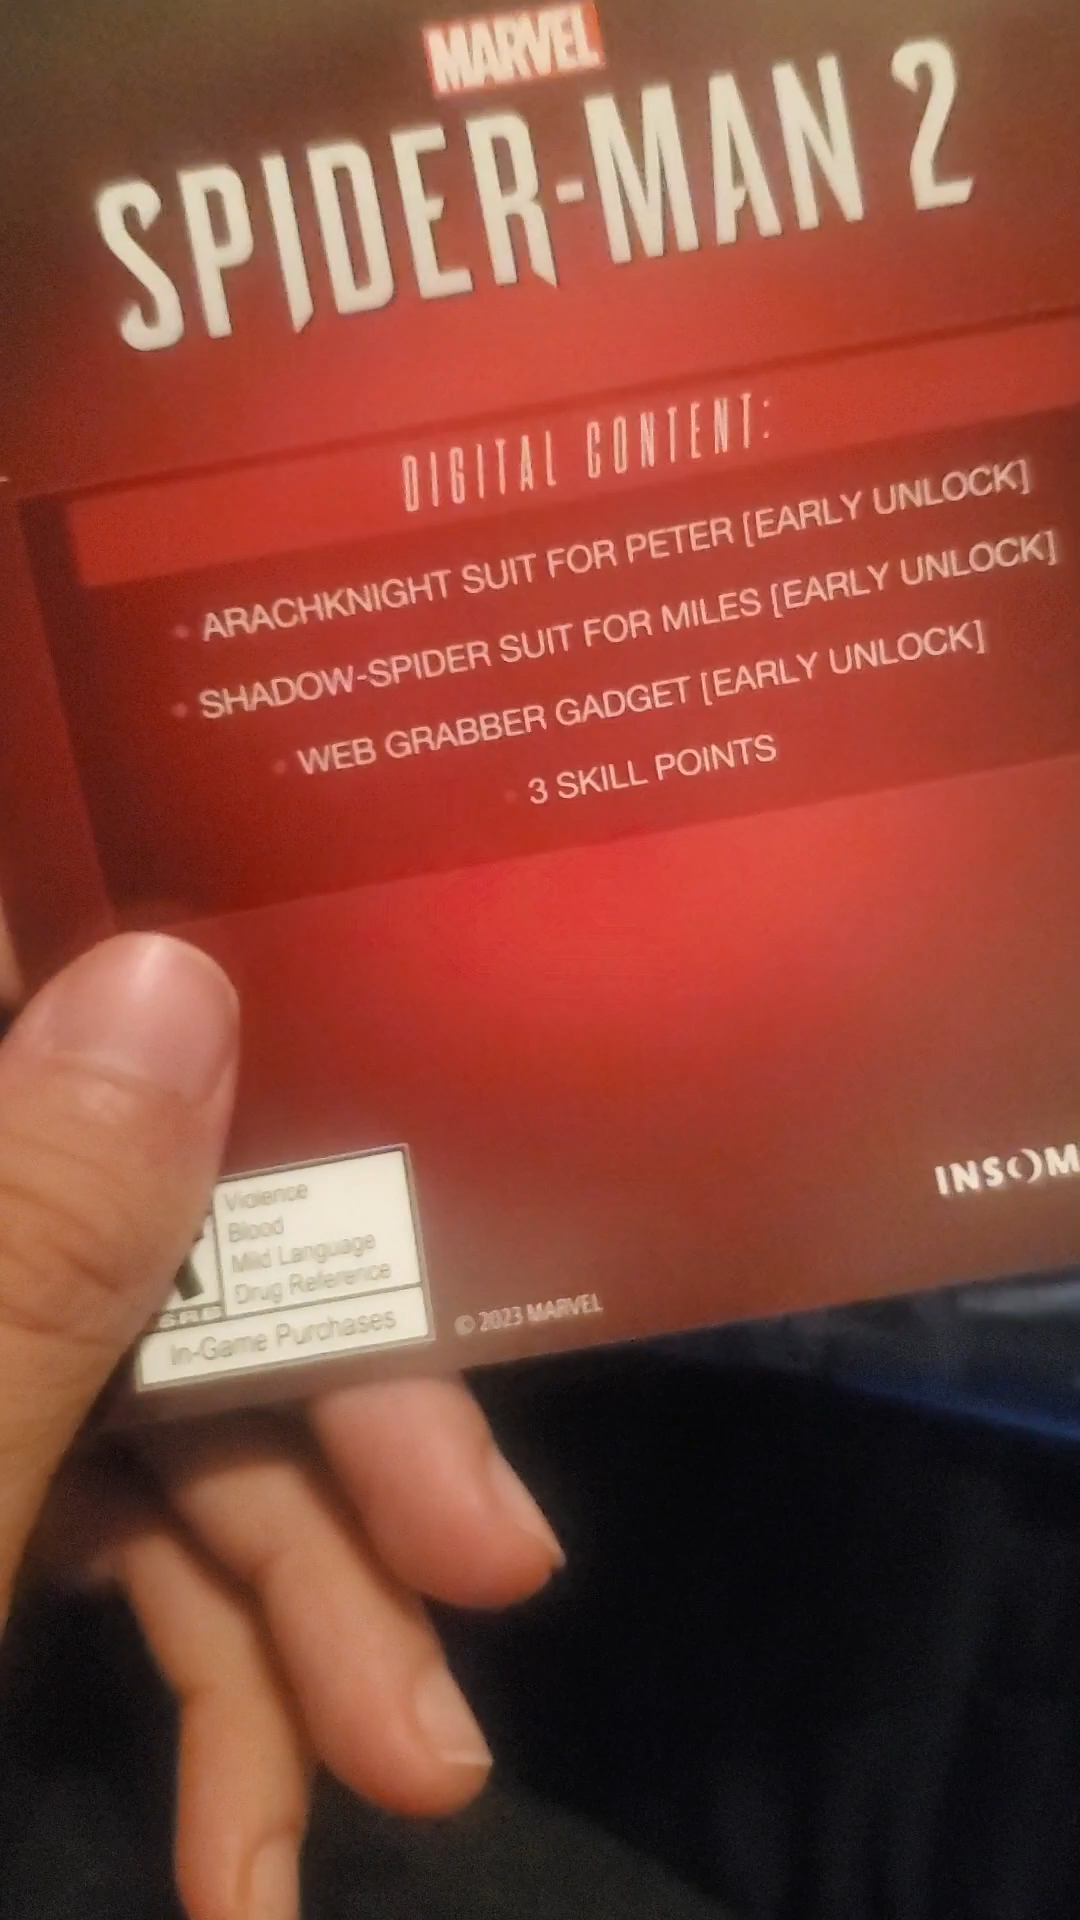 MARVEL
SPIDER-MAN 2
DIGITAL CONTENT:
• ARACHKNIGHT SUIT FOR PETER [EARLY UNLOCK]
• SHADOW-SPIDER SUIT FOR MILES [EARLY UNLOCK]
• WEB GRABBER GADGET [EARLY UNLOCK]
• 3 SKILL POINTS
INSOM
Violence
Blood
Mild Language
Drug Reference
In-Game Purchases
© 2023 MARVEL